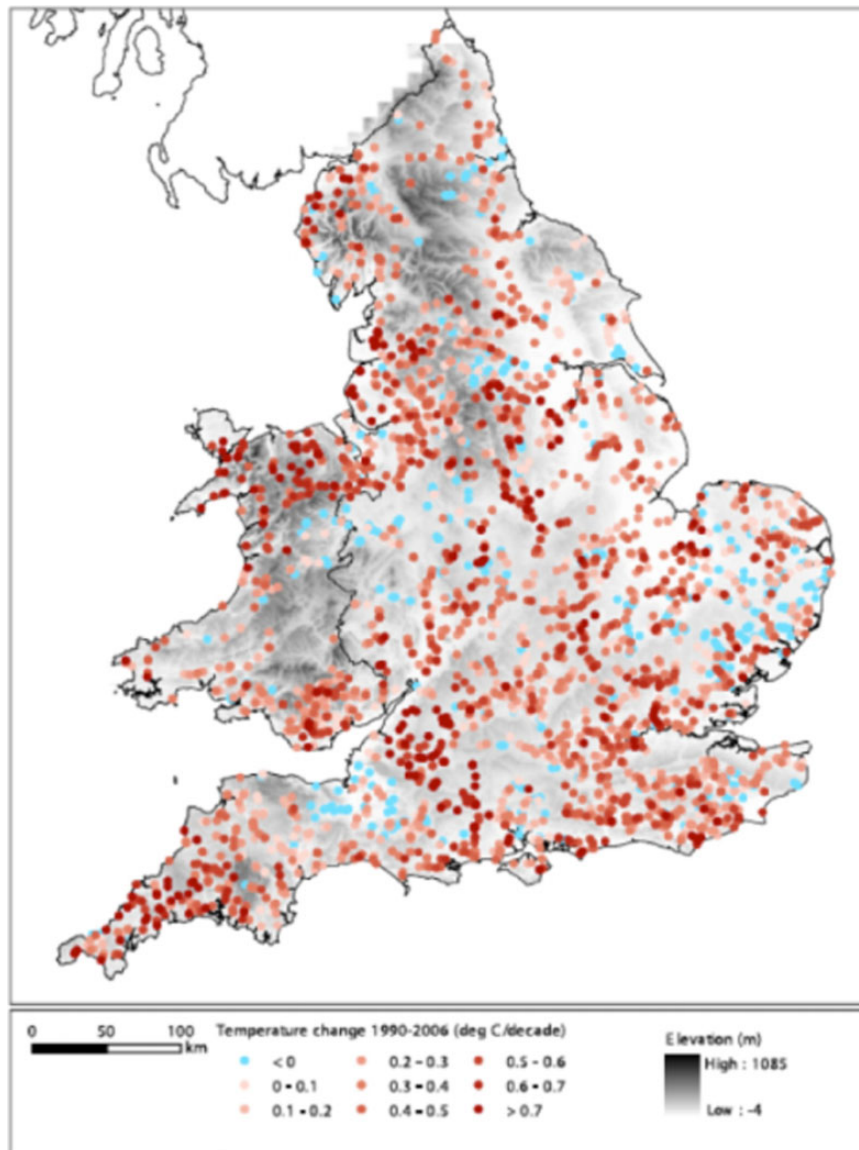 0 50 100 km
Temperature change 1990-2006 (deg C/decade)
< 0 0.2 - 0.3 0.5 - 0.6
0 - 0.1 0.3 - 0.4 0.6 - 0.7
0.1 - 0.2 0.4 - 0.5 > 0.7
Elevation (m)
High : 1085
Low : -4